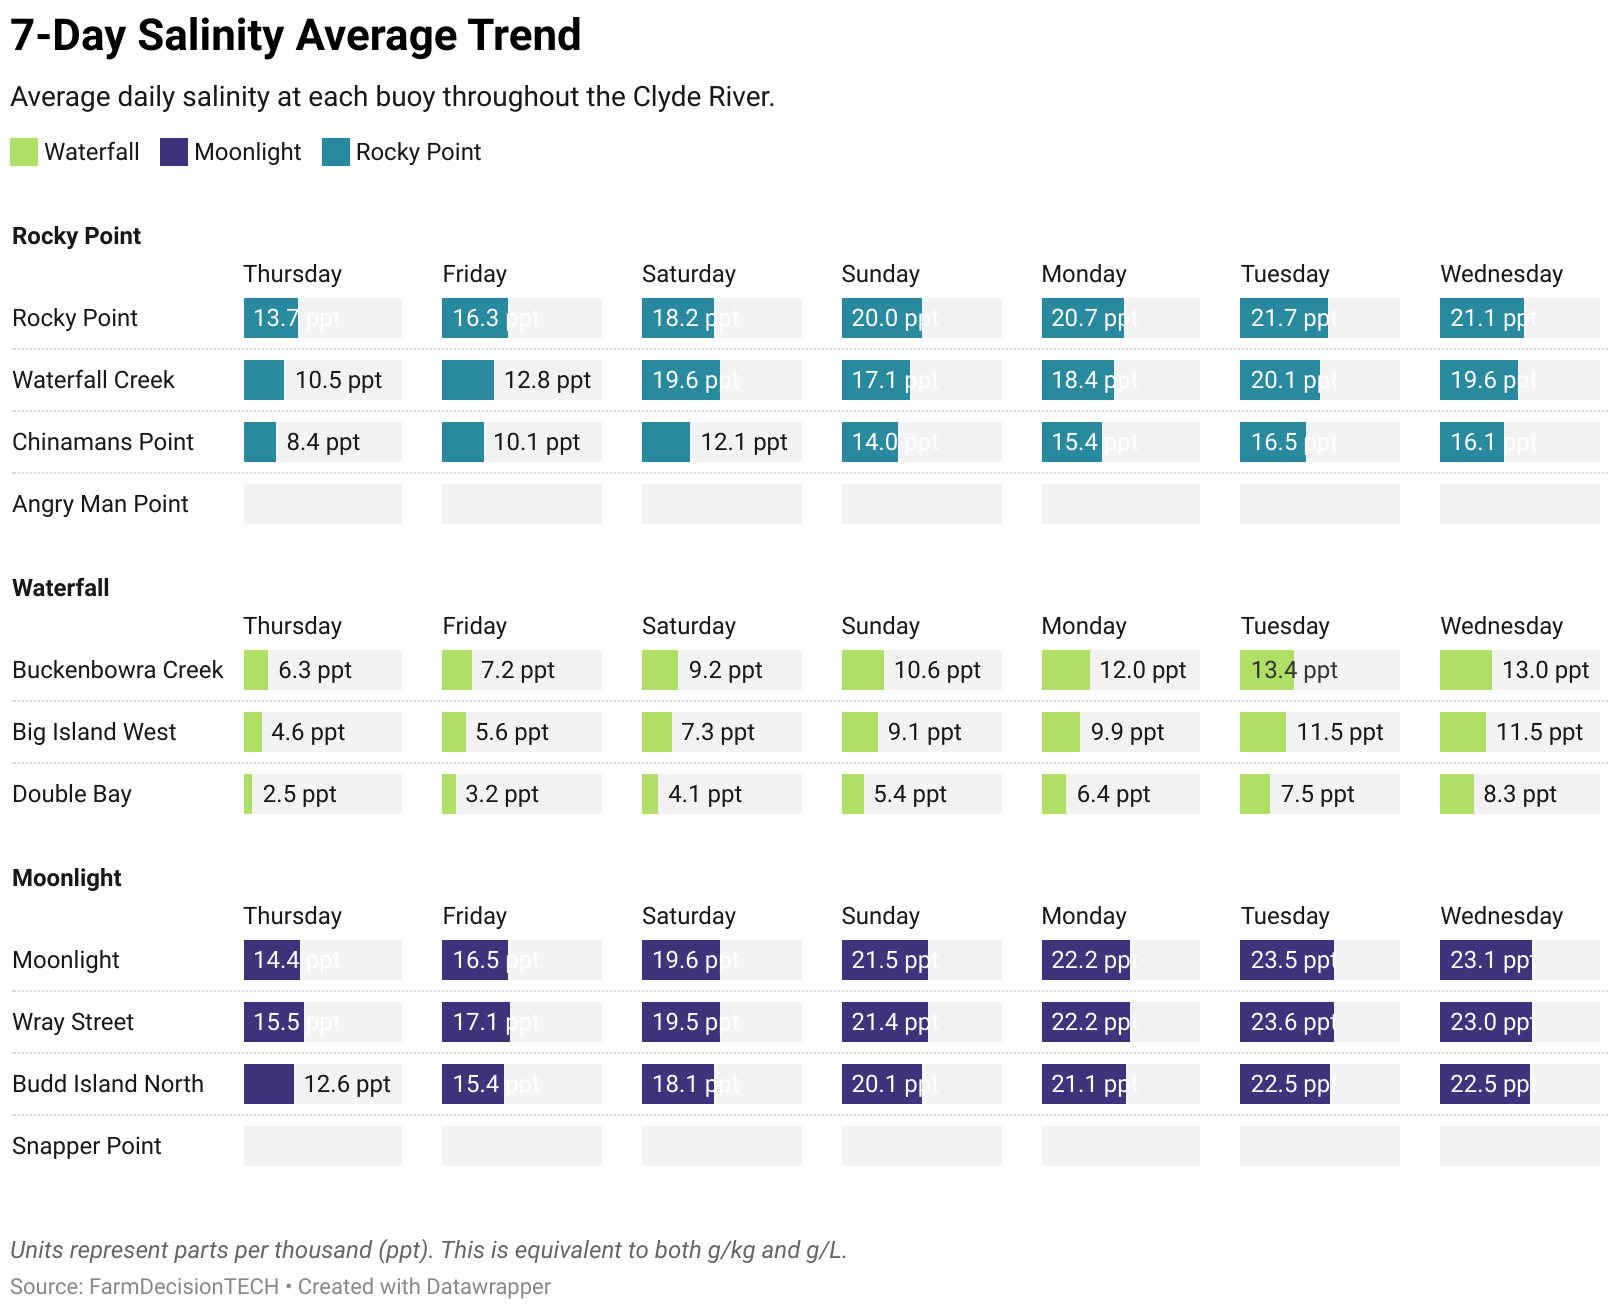 7-Day Salinity Average Trend
Average daily salinity at each buoy throughout the Clyde River.
Waterfall Moonlight Rocky Point
Rocky Point
Thursday Friday Saturday Sunday Monday Tuesday Wednesday
Rocky Point 13.7 ppt 16.3 ppt 18.2 ppt 20.0 ppt 20.7 ppt 21.7 ppt 21.1 ppt
Waterfall Creek 10.5 ppt 12.8 ppt 19.6 ppt 17.1 ppt 18.4 ppt 20.1 ppt 19.6 ppt
Chinamans Point 8.4 ppt 10.1 ppt 12.1 ppt 14.0 ppt 15.4 ppt 16.5 ppt 16.1 ppt
Angry Man Point
Waterfall
Thursday Friday Saturday Sunday Monday Tuesday Wednesday
Buckenbowra Creek 6.3 ppt 7.2 ppt 9.2 ppt 10.6 ppt 12.0 ppt 13.4 ppt 13.0 ppt
Big Island West 4.6 ppt 5.6 ppt 7.3 ppt 9.1 ppt 9.9 ppt 11.5 ppt 11.5 ppt
Double Bay 2.5 ppt 3.2 ppt 4.1 ppt 5.4 ppt 6.4 ppt 7.5 ppt 8.3 ppt
Moonlight
Thursday Friday Saturday Sunday Monday Tuesday Wednesday
Moonlight 14.4 ppt 16.5 ppt 19.6 ppt 21.5 ppt 22.2 ppt 23.5 ppt 23.1 ppt
Wray Street 15.5 ppt 17.1 ppt 19.5 ppt 21.4 ppt 22.2 ppt 23.6 ppt 23.0 ppt
Budd Island North 12.6 ppt 15.4 ppt 18.1 ppt 20.1 ppt 21.1 ppt 22.5 ppt 22.5 ppt
Snapper Point
Units represent parts per thousand (ppt). This is equivalent to both g/kg and g/L.
Source: FarmDecisionTECH • Created with Datawrapper